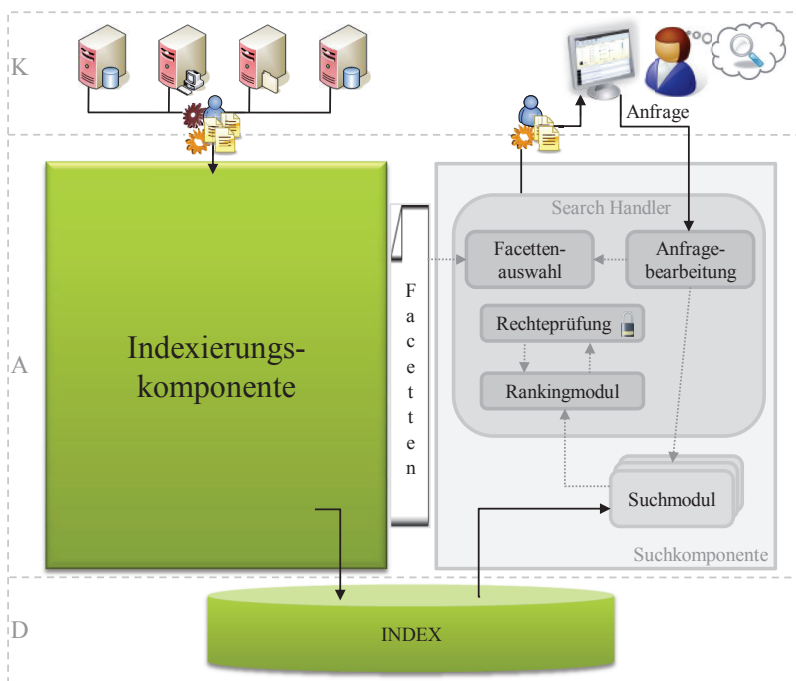 K
Anfrage
A
Indexierungs-
komponente
F
a
c
e
t
t
e
n
Search Handler
Facetten-
auswahl
Anfrage-
bearbeitung
Rechteprüfung
Rankingmodul
Suchmodul
Suchkomponente
D
INDEX